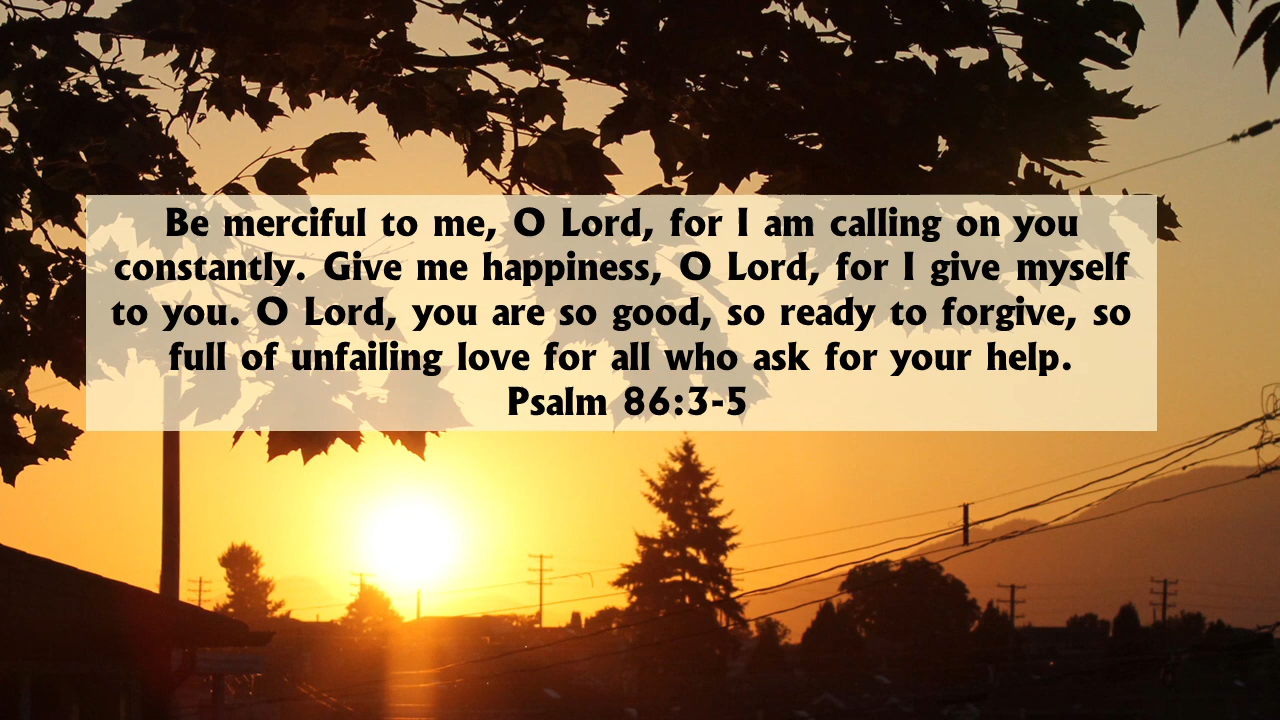 Be merciful to me, O Lord, for I am calling on you
constantly. Give me happiness, O Lord, for I give myself
to you. O Lord, you are so good, so ready to forgive, so
full of unfailing love for all who ask for your help.
Psalm 86:3-5